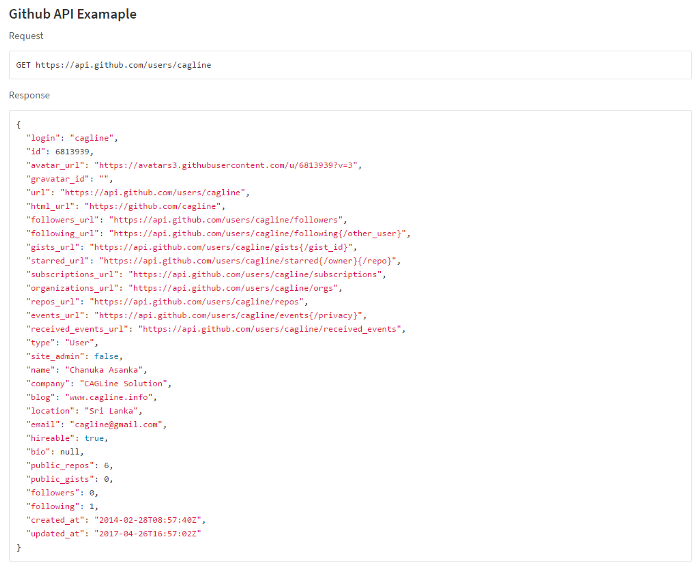 Github API Examaple
Request
GET https://api.github.com/users/cagline
Response
{
"login": "cagline",
"id": 6813939,
"avatar_url": "https://avatars3.githubusercontent.com/u/6813939?v=3",
"gravatar_id": "",
"url": "https://api.github.com/users/cagline",
"html_url": "https://github.com/cagline",
"followers_url": "https://api.github.com/users/cagline/followers",
"following_url": "https://api.github.com/users/cagline/following{/other_user}",
"gists_url": "https://api.github.com/users/cagline/gists{/gist_id}",
"starred_url": "https://api.github.com/users/cagline/starred{/owner}{/repo}",
"subscriptions_url": "https://api.github.com/users/cagline/subscriptions",
"organizations_url": "https://api.github.com/users/cagline/orgs",
"repos_url": "https://api.github.com/users/cagline/repos",
"events_url": "https://api.github.com/users/cagline/events{/privacy}",
"received_events_url": "https://api.github.com/users/cagline/received_events",
"type": "User",
"site_admin": false,
"name": "Chanuka Asanka",
"company": "CAGLine Solution",
"blog": "www.cagline.info",
"location": "Sri Lanka",
"email": "cagline@gmail.com",
"hireable": true,
"bio": null,
"public_repos": 6,
"public_gists": 0,
"followers": 0,
"following": 1,
"created_at": "2014-02-28T08:57:40Z",
"updated_at": "2017-04-26T16:57:02Z"
}